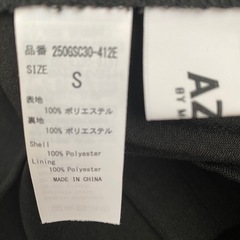 品番 250GSC30-412E
SIZE
S
表地
100% ポリエステル
裏地
100% ポリエステル
Shell
100% Polyester
Lining
100% Polyester
MADE IN CHINA
AZ
BY M